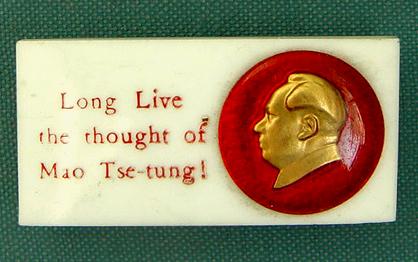 Long Live
the thought of
Mao Tse-tung!